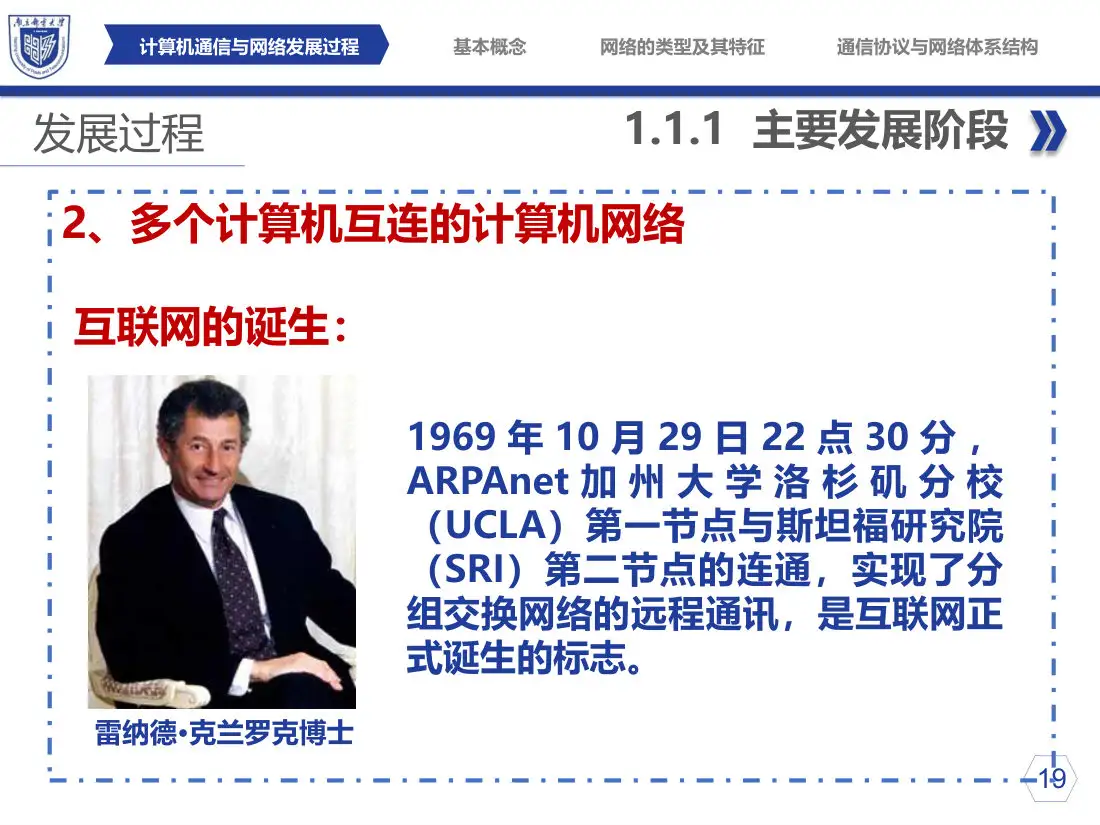 南京邮电大学
计算机通信与网络发展过程
基本概念
网络的类型及其特征
通信协议与网络体系结构
发展过程
1.1.1 主要发展阶段
2、多个计算机互连的计算机网络
互联网的诞生：
1969 年 10 月 29 日 22 点 30 分，
ARPAnet 加州大学洛杉矶分校
（UCLA）第一节点与斯坦福研究院
（SRI）第二节点的连通，实现了分
组交换网络的远程通讯，是互联网正
式诞生的标志。
雷纳德·克兰罗克博士
19